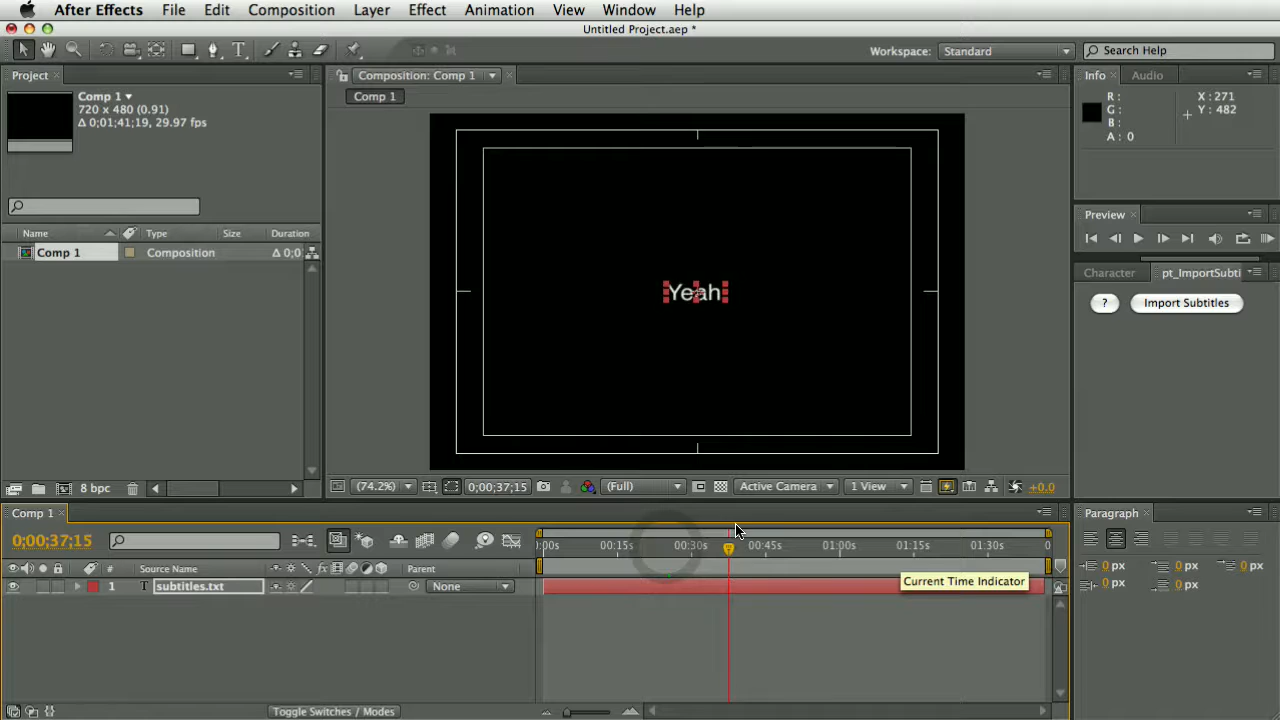 After Effects File Edit Composition Layer Effect Animation View Window Help
Untitled Project.aep *
T Workspace: Standard Search Help
Project Composition: Comp 1 Info Audio
Comp 1
720 x 480 (0.91)
Δ 0;01;41;19, 29.97 fps
Comp 1
R :
G :
B :
A : 0
X : 271
Y : 482
Name Type Size Duration
Comp 1 Composition Δ 0;0
Preview
Character pt_ImportSubti
? Import Subtitles
Yeah
8 bpc (74.2%) 0;00;37;15 (Full) Active Camera 1 View +0.0
Comp 1 Paragraph
0;00;37;15 :00s 00:15s 00:30s 00:45s 01:00s 01:15s 01:30s 0
# Source Name Parent
1 T subtitles.txt None
Current Time Indicator
0 px 0 px 0 px
0 px 0 px
Toggle Switches / Modes